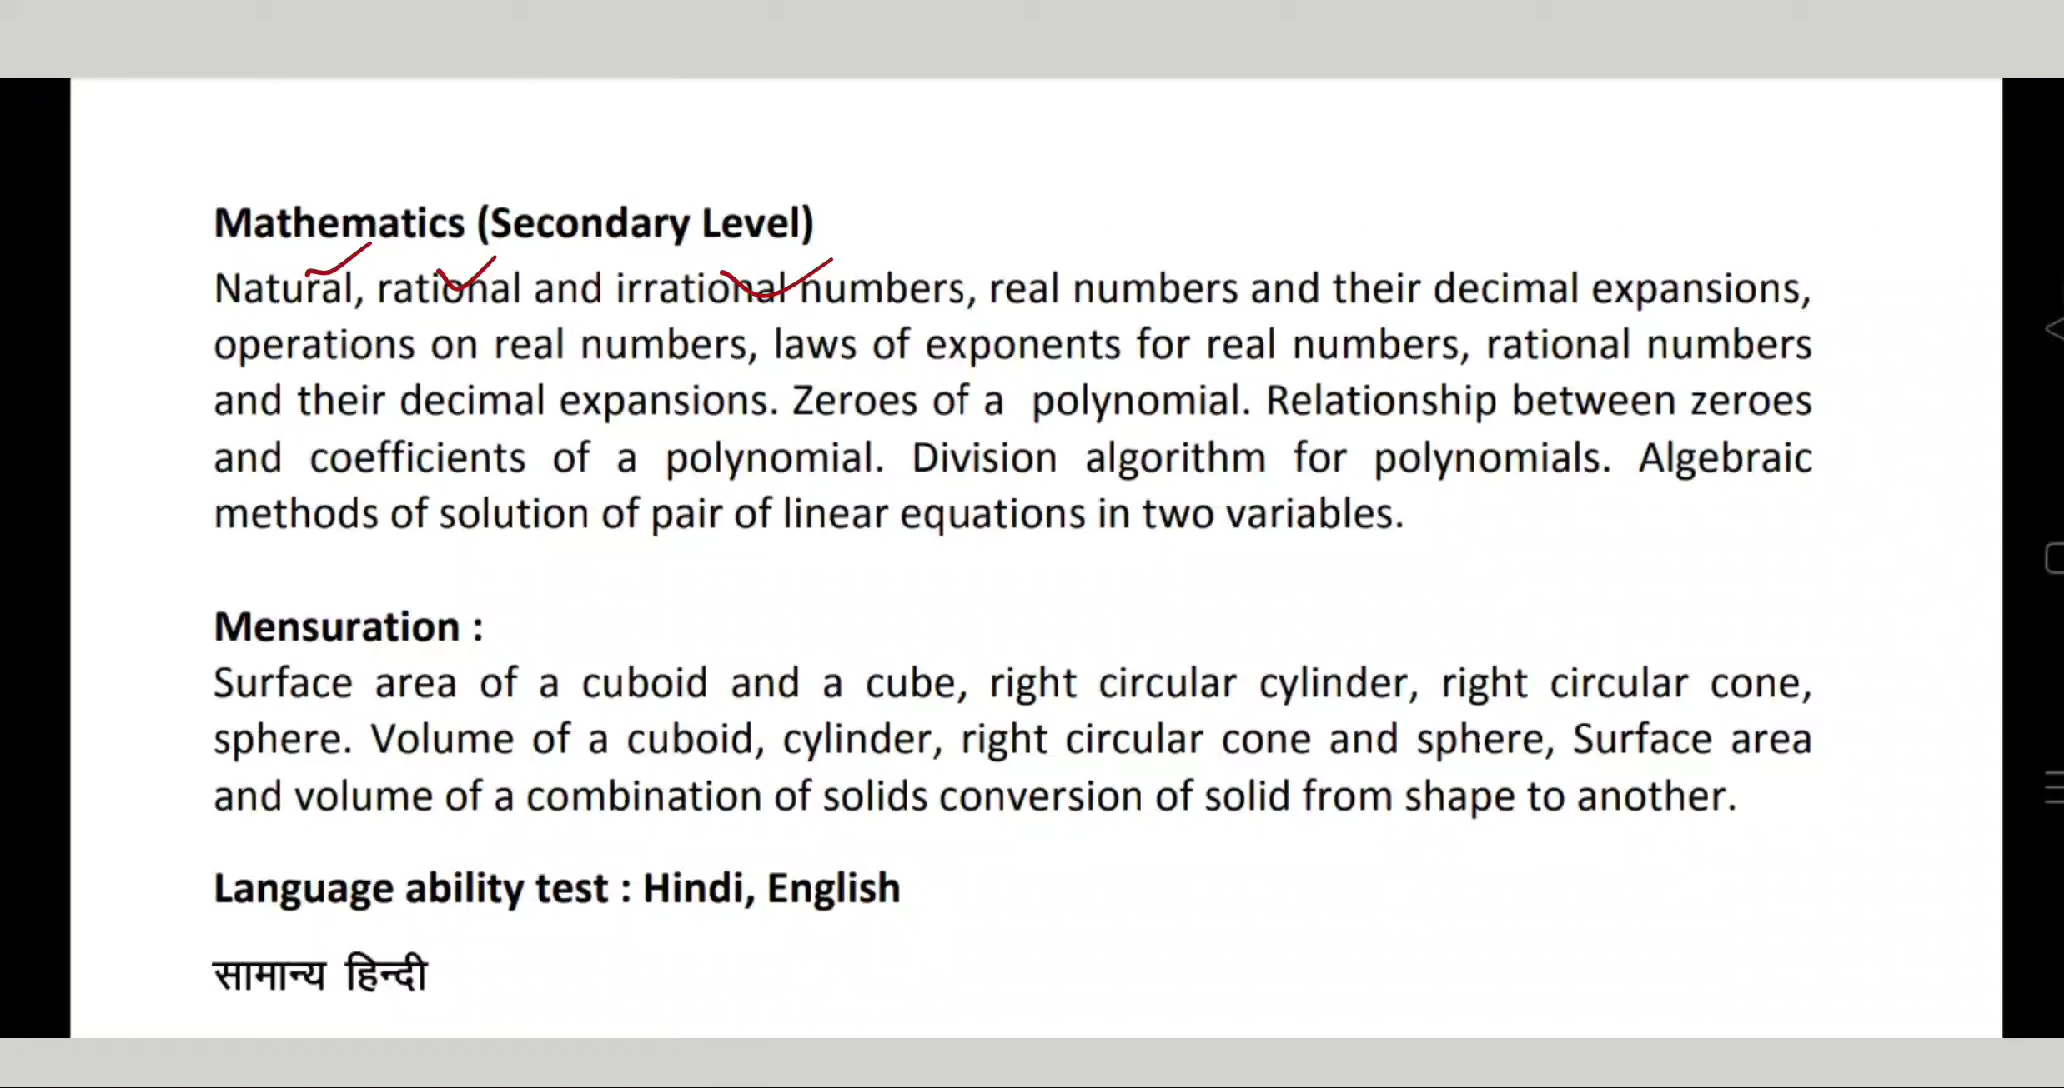 Mathematics (Secondary Level)
Natural, rational and irrational numbers, real numbers and their decimal expansions,
operations on real numbers, laws of exponents for real numbers, rational numbers
and their decimal expansions. Zeroes of a polynomial. Relationship between zeroes
and coefficients of a polynomial. Division algorithm for polynomials. Algebraic
methods of solution of pair of linear equations in two variables.
Mensuration :
Surface area of a cuboid and a cube, right circular cylinder, right circular cone,
sphere. Volume of a cuboid, cylinder, right circular cone and sphere, Surface area
and volume of a combination of solids conversion of solid from shape to another.
Language ability test : Hindi, English
सामान्य हिन्दी